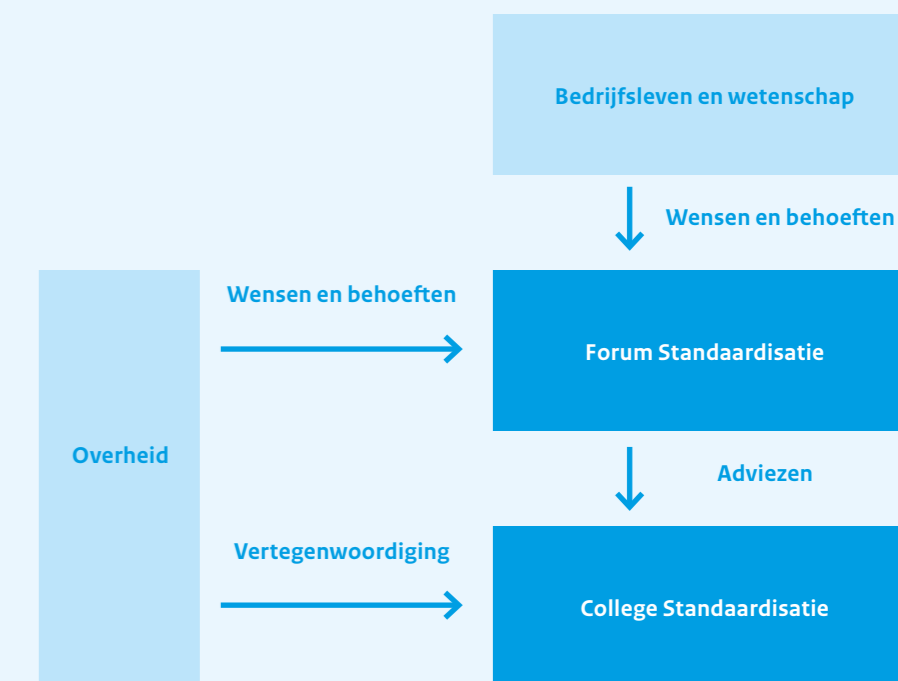 Bedrijfsleven en wetenschap
Wensen en behoeften
Wensen en behoeften
Forum Standaardisatie
Overheid
Adviezen
Vertegenwoordiging
College Standaardisatie